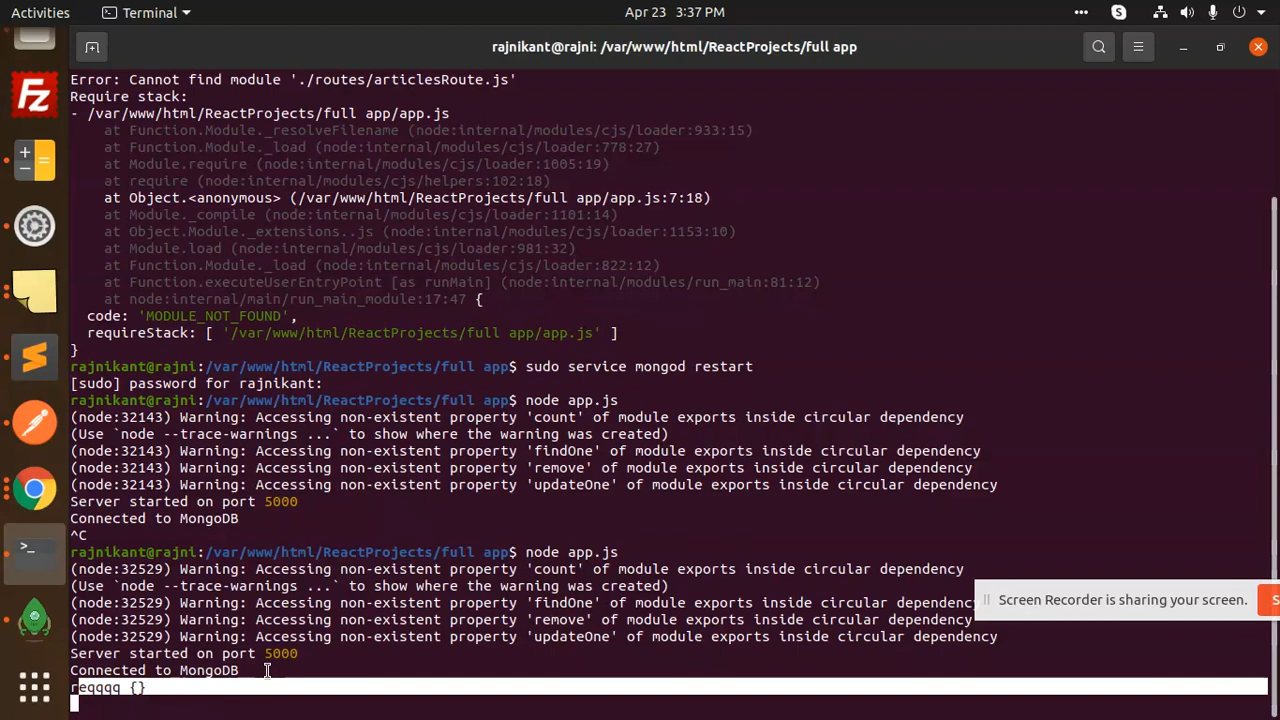 Activities
Terminal
Apr 23 3:37 PM
rajnikant@rajni: /var/www/html/ReactProjects/full app
Error: Cannot find module './routes/articlesRoute.js'
Require stack:
- /var/www/html/ReactProjects/full app/app.js
at Function.Module._resolveFilename (node:internal/modules/cjs/loader:933:15)
at Function.Module._load (node:internal/modules/cjs/loader:778:27)
at Module.require (node:internal/modules/cjs/loader:1005:19)
at require (node:internal/modules/cjs/helpers:102:18)
at Object.<anonymous> (/var/www/html/ReactProjects/full app/app.js:7:18)
at Module._compile (node:internal/modules/cjs/loader:1101:14)
at Object.Module._extensions..js (node:internal/modules/cjs/loader:1153:10)
at Module.load (node:internal/modules/cjs/loader:981:32)
at Function.Module._load (node:internal/modules/cjs/loader:822:12)
at Function.executeUserEntryPoint [as runMain] (node:internal/modules/run_main:81:12)
at node:internal/main/run_main_module:17:47 {
code: 'MODULE_NOT_FOUND',
requireStack: [ '/var/www/html/ReactProjects/full app/app.js' ]
}
rajnikant@rajni:/var/www/html/ReactProjects/full app$ sudo service mongod restart
[sudo] password for rajnikant:
rajnikant@rajni:/var/www/html/ReactProjects/full app$ node app.js
(node:32143) Warning: Accessing non-existent property 'count' of module exports inside circular dependency
(Use `node --trace-warnings ...` to show where the warning was created)
(node:32143) Warning: Accessing non-existent property 'findOne' of module exports inside circular dependency
(node:32143) Warning: Accessing non-existent property 'remove' of module exports inside circular dependency
(node:32143) Warning: Accessing non-existent property 'updateOne' of module exports inside circular dependency
Server started on port 5000
Connected to MongoDB
^C
rajnikant@rajni:/var/www/html/ReactProjects/full app$ node app.js
(node:32529) Warning: Accessing non-existent property 'count' of module exports inside circular dependency
(Use `node --trace-warnings ...` to show where the warning was created)
(node:32529) Warning: Accessing non-existent property 'findOne' of module exports inside circular dependency
(node:32529) Warning: Accessing non-existent property 'remove' of module exports inside circular dependency
(node:32529) Warning: Accessing non-existent property 'updateOne' of module exports inside circular dependency
Server started on port 5000
Connected to MongoDB
reqqqq {}
Screen Recorder is sharing your screen.
S